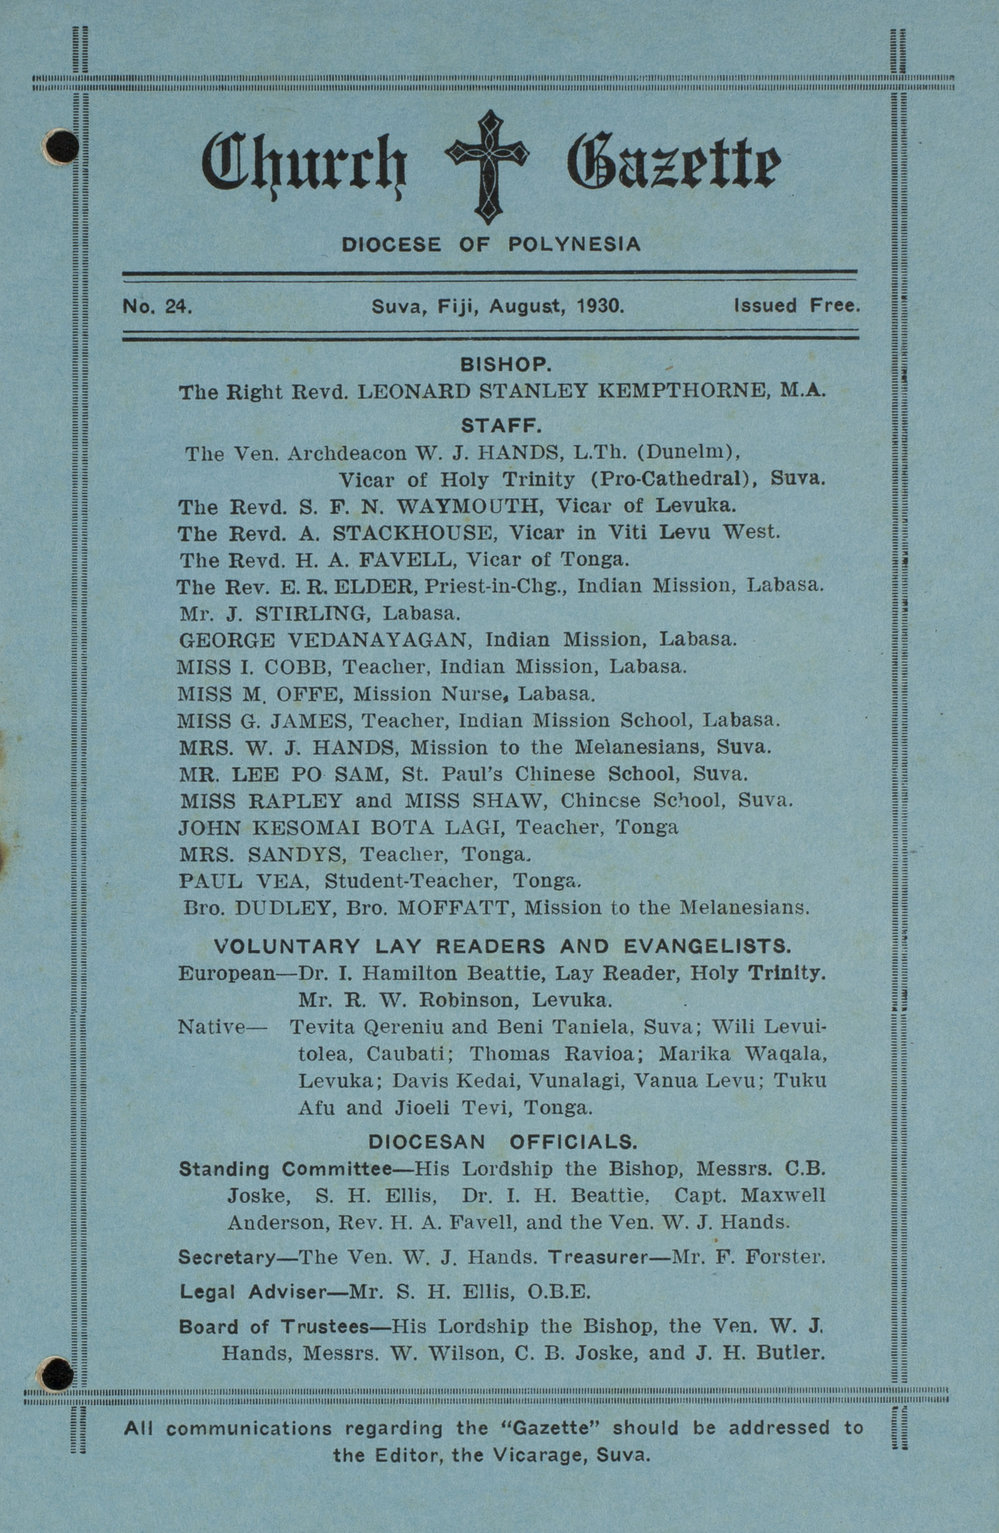 Church Gazette
DIOCESE OF POLYNESIA
No. 24. Suva, Fiji, August, 1930. Issued Free.
BISHOP.
The Right Revd. LEONARD STANLEY KEMPTHORNE, M.A.
STAFF.
The Ven. Archdeacon W. J. HANDS, L.Th. (Dunelm),
Vicar of Holy Trinity (Pro-Cathedral), Suva.
The Revd. S. F. N. WAYMOUTH, Vicar of Levuka.
The Revd. A. STACKHOUSE, Vicar in Viti Levu West.
The Revd. H. A. FAVELL, Vicar of Tonga.
The Rev. E. R. ELDER, Priest-in-Chg., Indian Mission, Labasa.
Mr. J. STIRLING, Labasa.
GEORGE VEDANAYAGAN, Indian Mission, Labasa.
MISS I. COBB, Teacher, Indian Mission, Labasa.
MISS M. OFFE, Mission Nurse, Labasa.
MISS G. JAMES, Teacher, Indian Mission School, Labasa.
MRS. W. J. HANDS, Mission to the Melanesians, Suva.
MR. LEE PO SAM, St. Paul's Chinese School, Suva.
MISS RAPLEY and MISS SHAW, Chinese School, Suva.
JOHN KESOMAI BOTA LAGI, Teacher, Tonga
MRS. SANDYS, Teacher, Tonga.
PAUL VEA, Student-Teacher, Tonga.
Bro. DUDLEY, Bro. MOFFATT, Mission to the Melanesians.
VOLUNTARY LAY READERS AND EVANGELISTS.
European—Dr. I. Hamilton Beattie, Lay Reader, Holy Trinity.
Mr. R. W. Robinson, Levuka.
Native— Tevita Qereniu and Beni Taniela, Suva; Wili Levui-
tolea, Caubati; Thomas Ravioa; Marika Waqala,
Levuka; Davis Kedai, Vunalagi, Vanua Levu; Tuku
Afu and Jioeli Tevi, Tonga.
DIOCESAN OFFICIALS.
Standing Committee—His Lordship the Bishop, Messrs. C.B.
Joske, S. H. Ellis, Dr. I. H. Beattie, Capt. Maxwell
Anderson, Rev. H. A. Favell, and the Ven. W. J. Hands.
Secretary—The Ven. W. J. Hands. Treasurer—Mr. F. Forster.
Legal Adviser—Mr. S. H. Ellis, O.B.E.
Board of Trustees—His Lordship the Bishop, the Ven. W. J.
Hands, Messrs. W. Wilson, C. B. Joske, and J. H. Butler.
All communications regarding the "Gazette" should be addressed to
the Editor, the Vicarage, Suva.